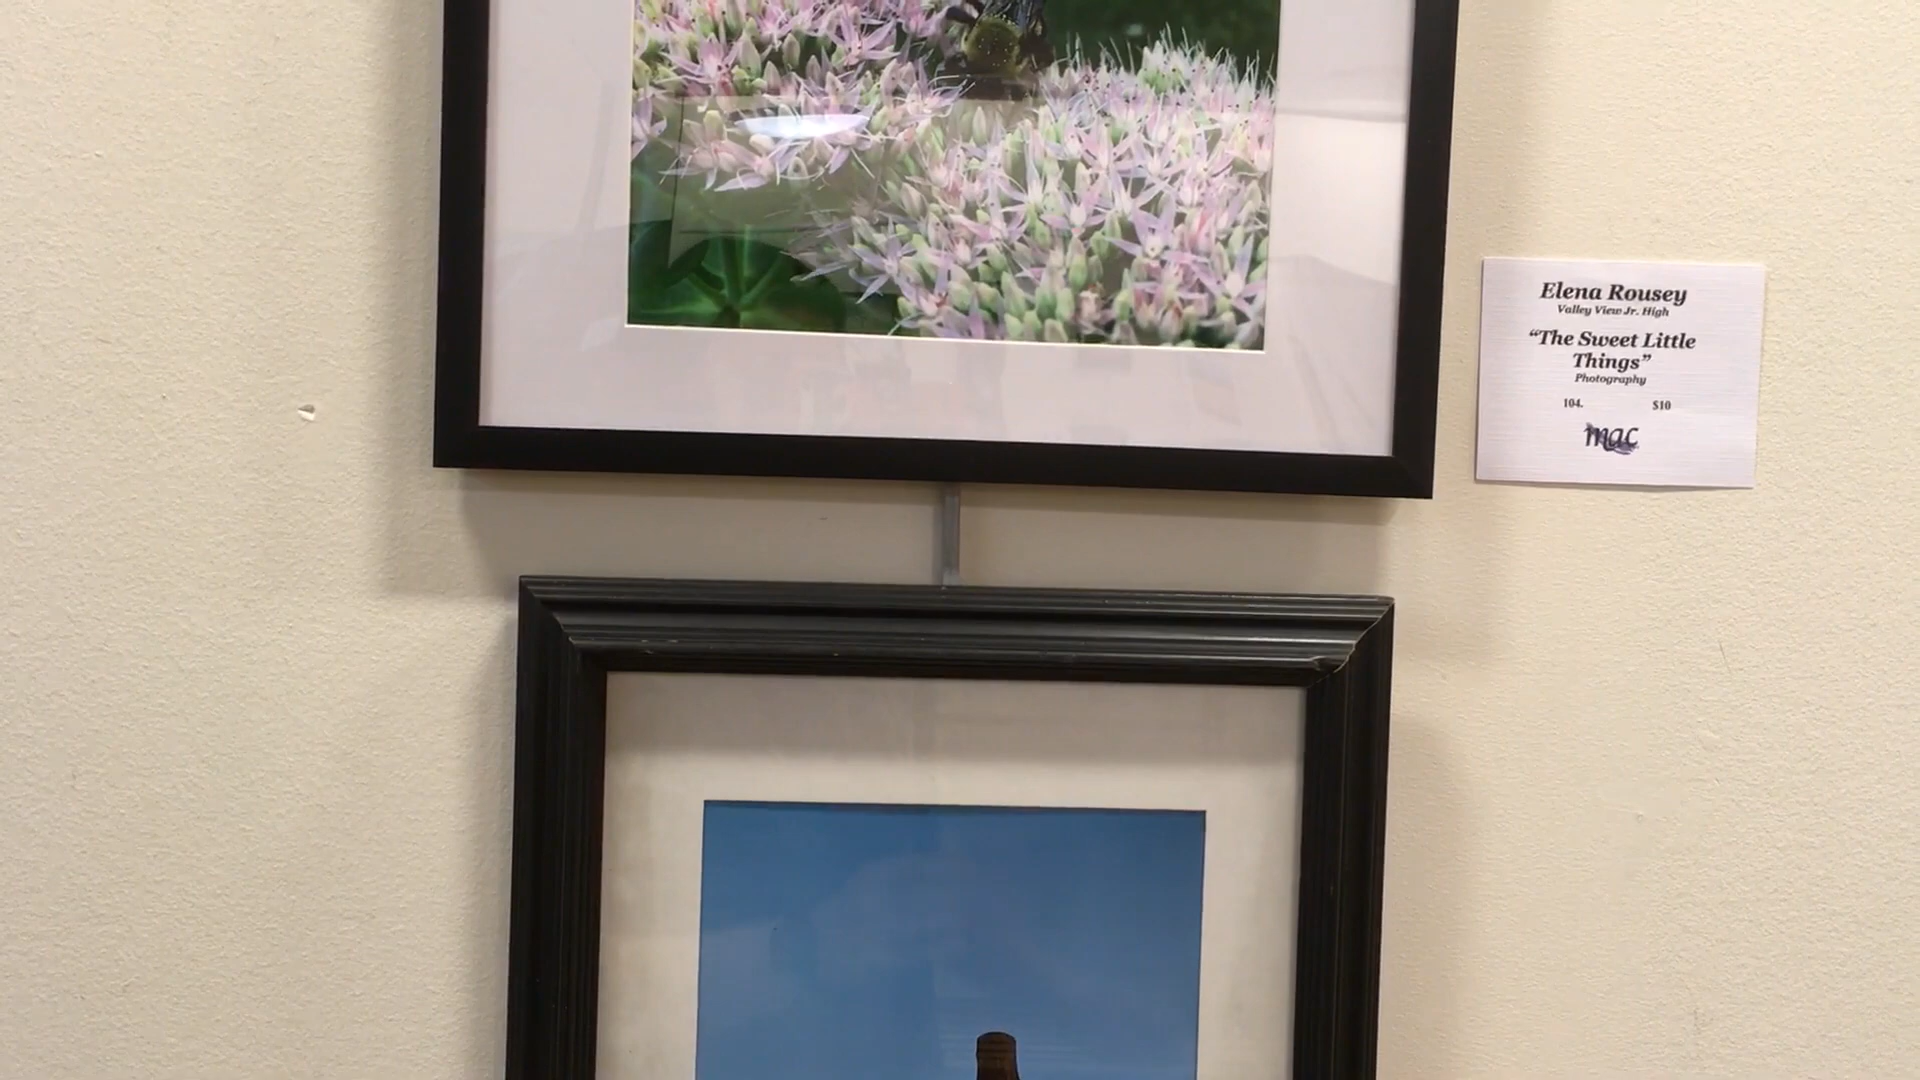 Elena Rousey
Valley View Jr. High
“The Sweet Little
Things”
Photography
104. $10
mac